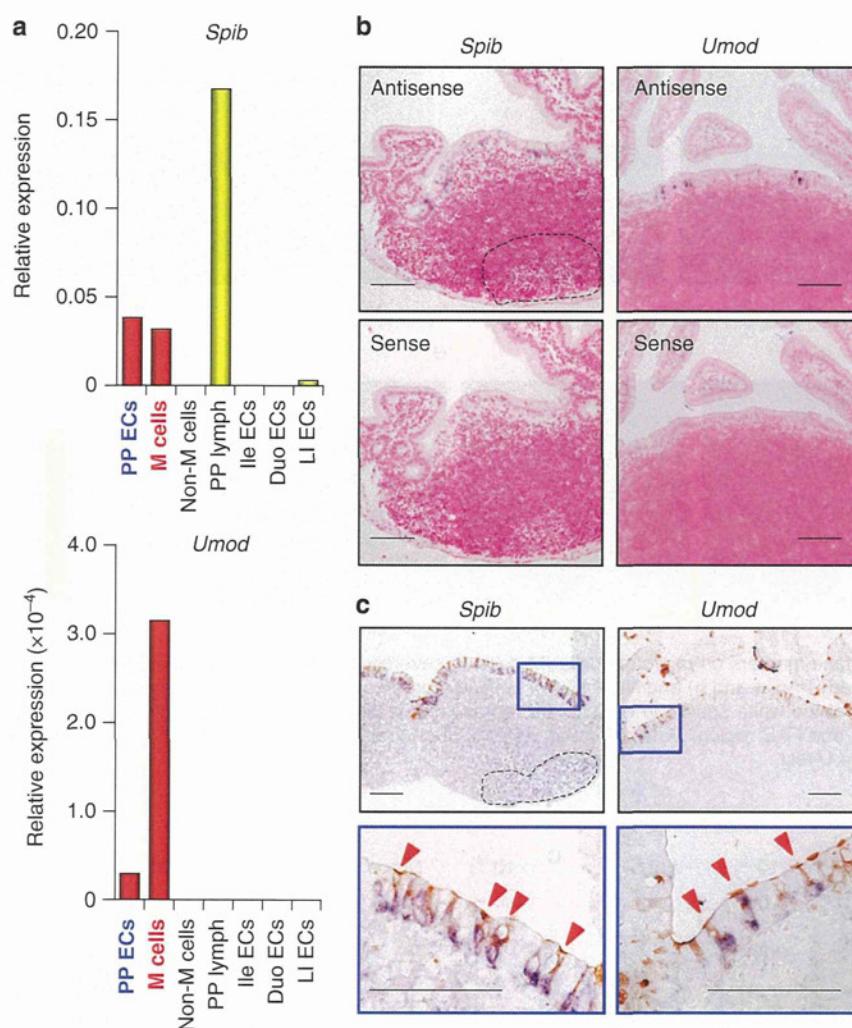 a
Spib
0.20
0.15
0.10
0.05
0
Relative expression
PP ECs
M cells
Non-M cells
PP lymph
Ile ECs
Duo ECs
LI ECs
Umod
4.0
3.0
2.0
1.0
0
Relative expression (×10⁻⁴)
PP ECs
M cells
Non-M cells
PP lymph
Ile ECs
Duo ECs
LI ECs
b
Spib
Umod
Antisense
Antisense
Sense
Sense
c
Spib
Umod